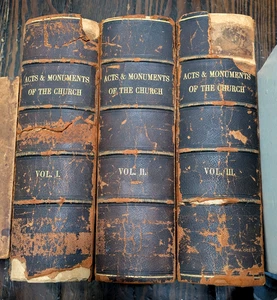 ACTS & MONUMENTS
OF THE CHURCH
VOL. I.
ACTS & MONUMENTS
OF THE CHURCH
VOL. II.
ACTS & MONUMENTS
OF THE CHURCH
VOL. III.